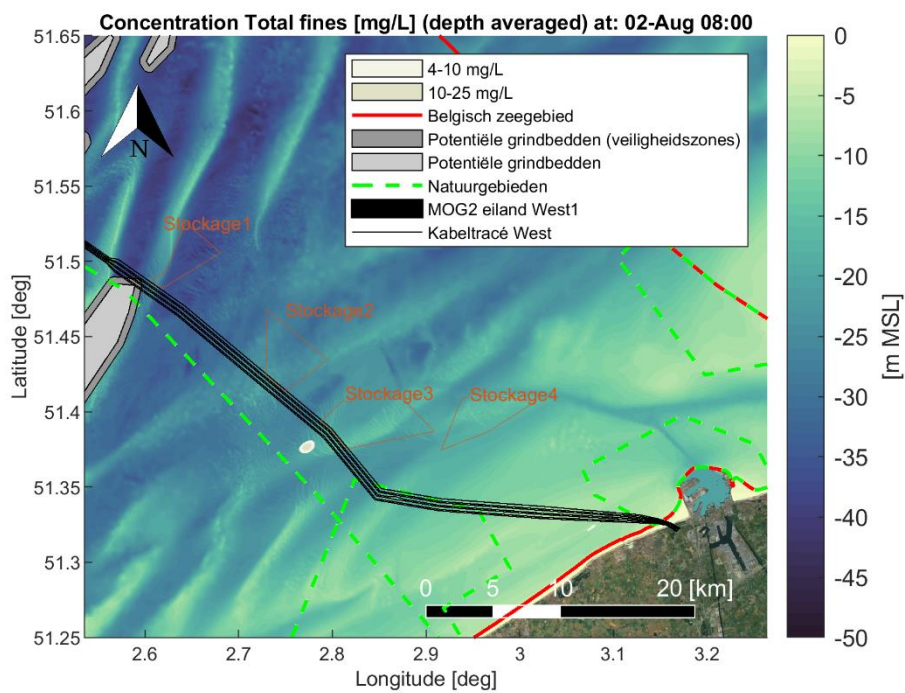 Concentration Total fines [mg/L] (depth averaged) at: 02-Aug 08:00
51.65
51.6
51.55
51.5
51.45
51.4
51.35
51.3
51.25
Latitude [deg]
N
4-10 mg/L
10-25 mg/L
Belgisch zeegebied
Potentiële grindbedden (veiligheidszones)
Potentiële grindbedden
Natuurgebieden
MOG2 eiland West1
Kabeltracé West
Stockage1
Stockage2
Stockage3
Stockage4
0 5 10 20 [km]
2.6 2.7 2.8 2.9 3 3.1 3.2
Longitude [deg]
0
-5
-10
-15
-20
-25
-30
-35
-40
-45
-50
[m MSL]